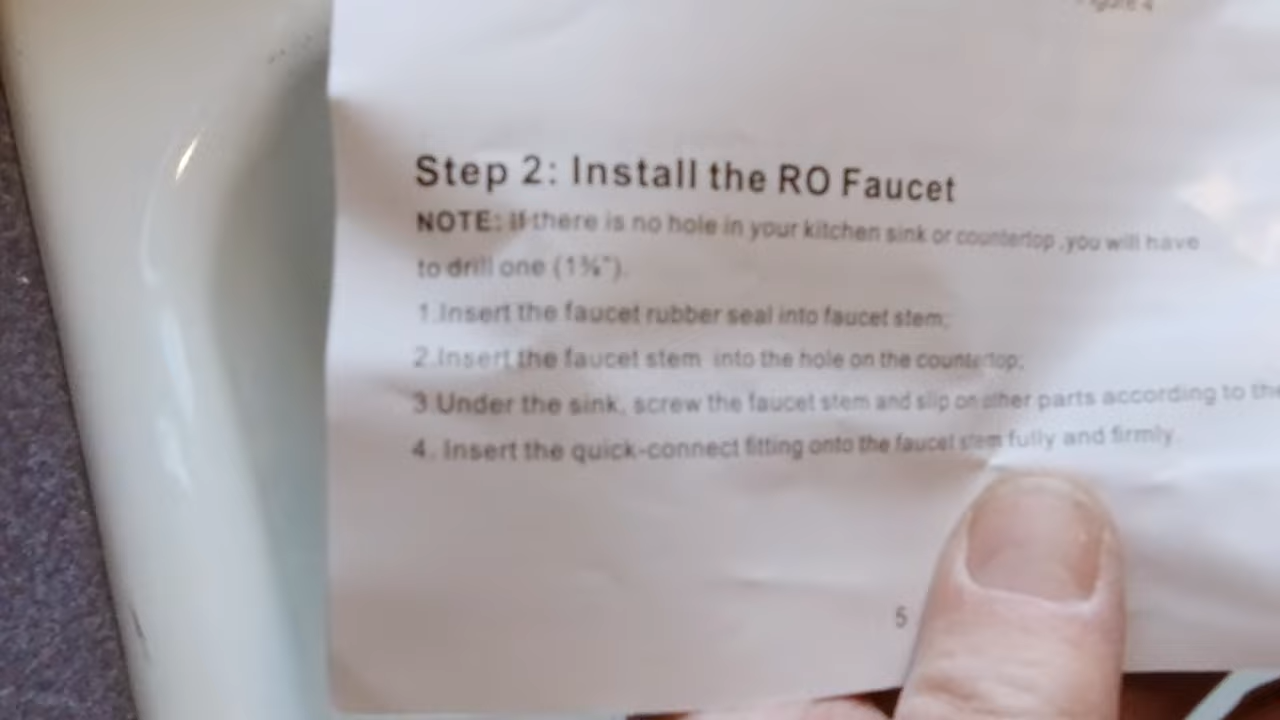 Figure 4
Step 2: Install the RO Faucet
NOTE: If there is no hole in your kitchen sink or countertop ,you will have
to drill one (1⅜").
1.Insert the faucet rubber seal into faucet stem;
2.Insert the faucet stem into the hole on the countertop;
3.Under the sink, screw the faucet stem and slip on other parts according to the
4. Insert the quick-connect fitting onto the faucet stem fully and firmly.
5